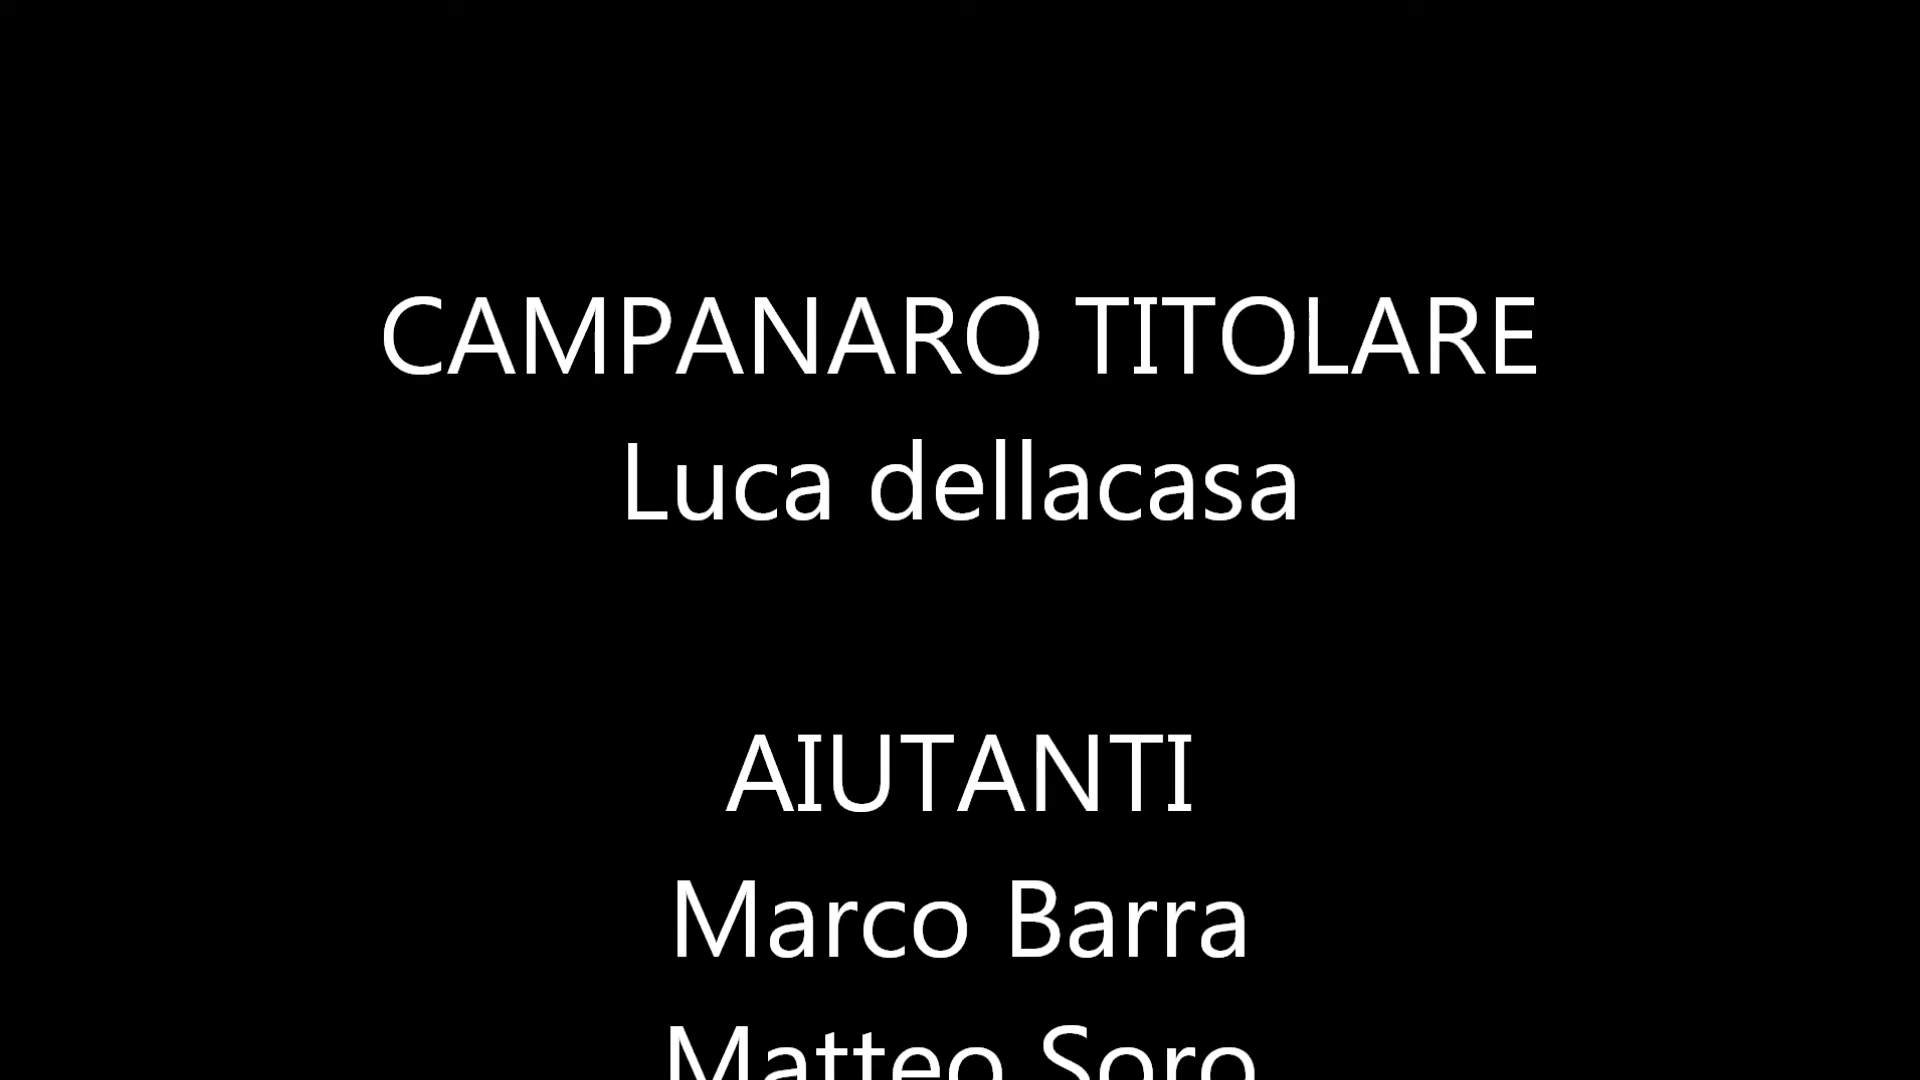 CAMPANARO TITOLARE
Luca dellacasa
AIUTANTI
Marco Barra
Matteo Soro